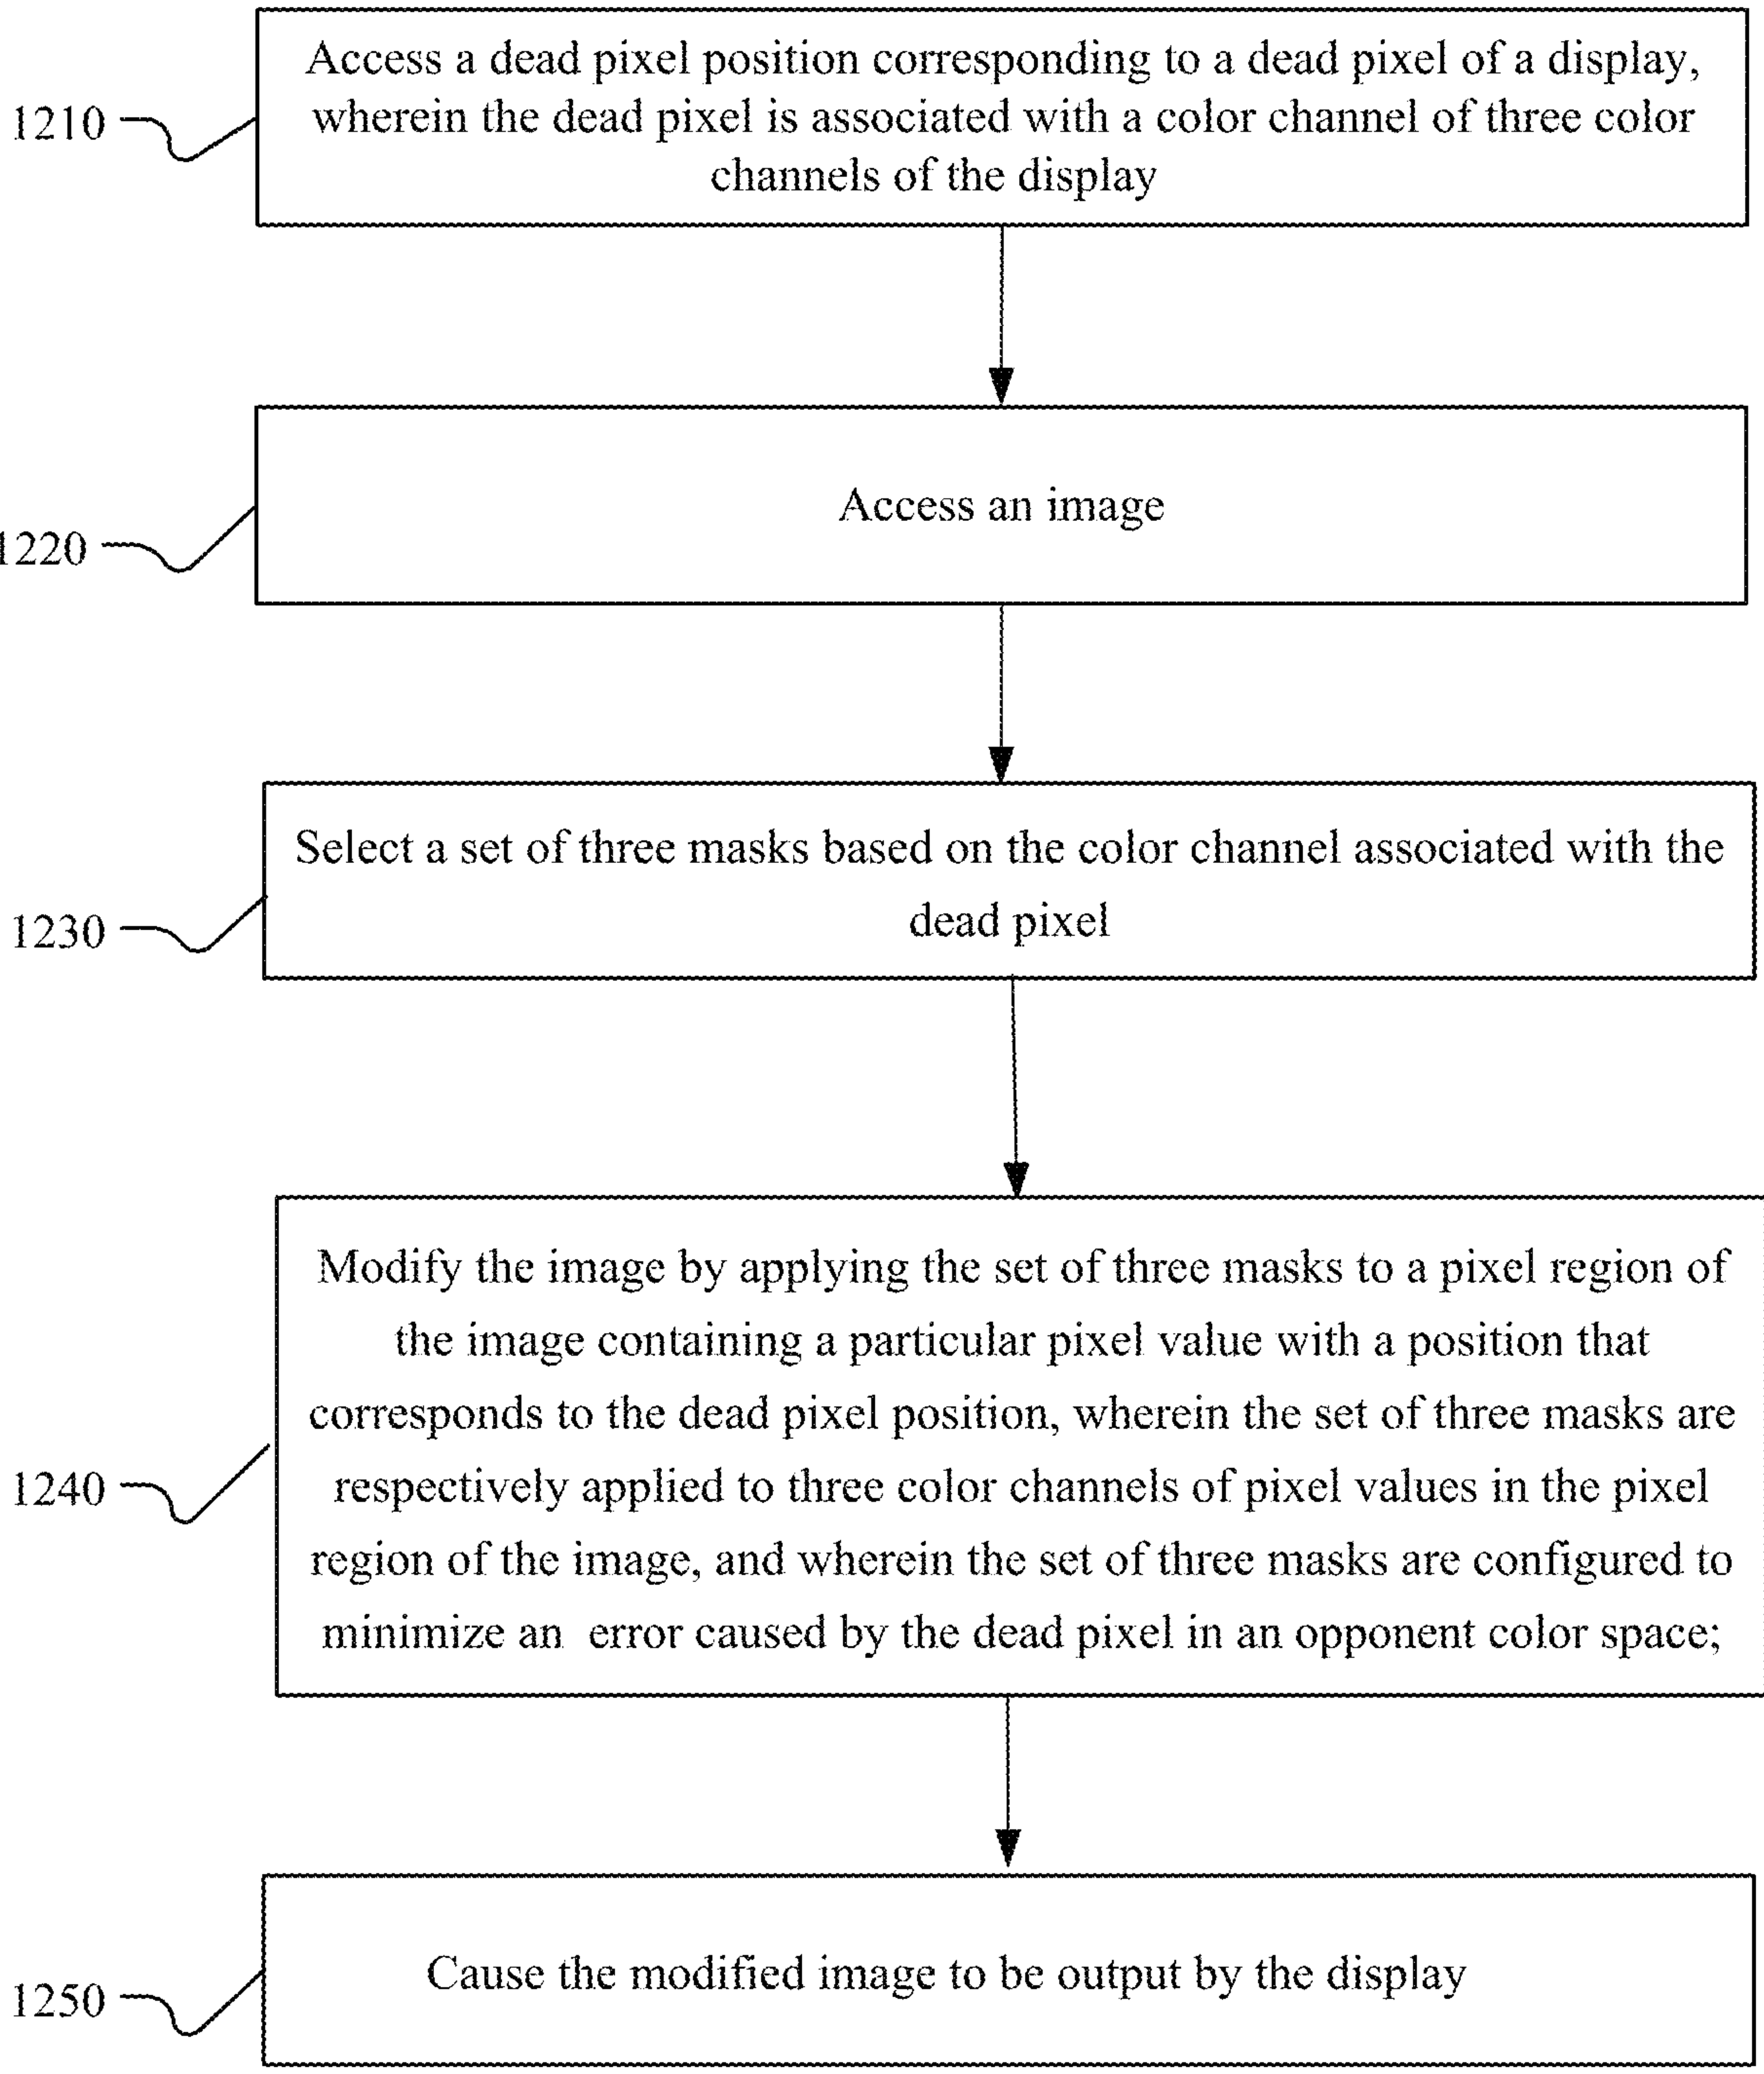 Access a dead pixel position corresponding to a dead pixel of a display,
wherein the dead pixel is associated with a color channel of three color
channels of the display
1210
Access an image
1220
Select a set of three masks based on the color channel associated with the
dead pixel
1230
Modify the image by applying the set of three masks to a pixel region of
the image containing a particular pixel value with a position that
corresponds to the dead pixel position, wherein the set of three masks are
respectively applied to three color channels of pixel values in the pixel
region of the image, and wherein the set of three masks are configured to
minimize an error caused by the dead pixel in an opponent color space;
1240
Cause the modified image to be output by the display
1250